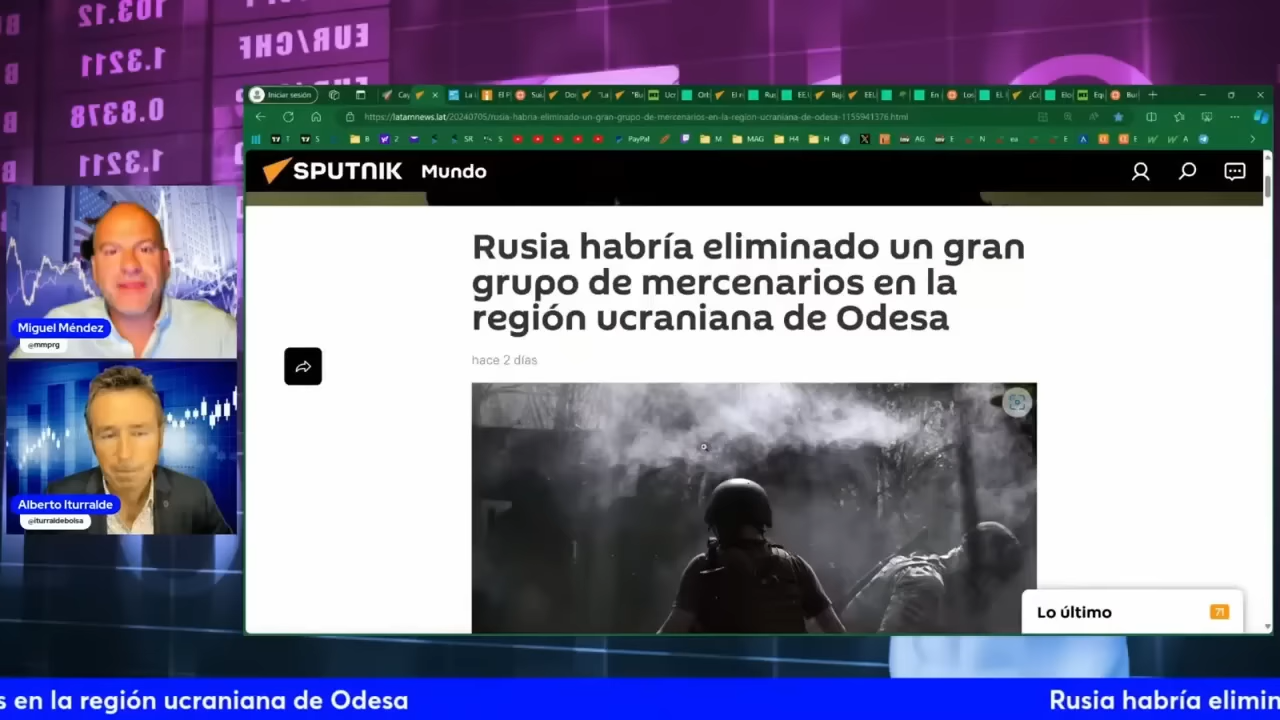 103.12
EUR/CHF
1.3211
0.8378
1.3211
Iniciar sesión
https://latamnews.lat/20240705/rusia-habria-eliminado-un-gran-grupo-de-mercenarios-en-la-region-ucraniana-de-odesa-1155941376.html
PayPal
MAG
H4
SPUTNIK Mundo
Rusia habría eliminado un gran
grupo de mercenarios en la
región ucraniana de Odesa
hace 2 días
Miguel Méndez
@mmprg
Alberto Iturralde
@iturraldebolsa
Lo último 71
s en la región ucraniana de Odesa
Rusia habría elimin